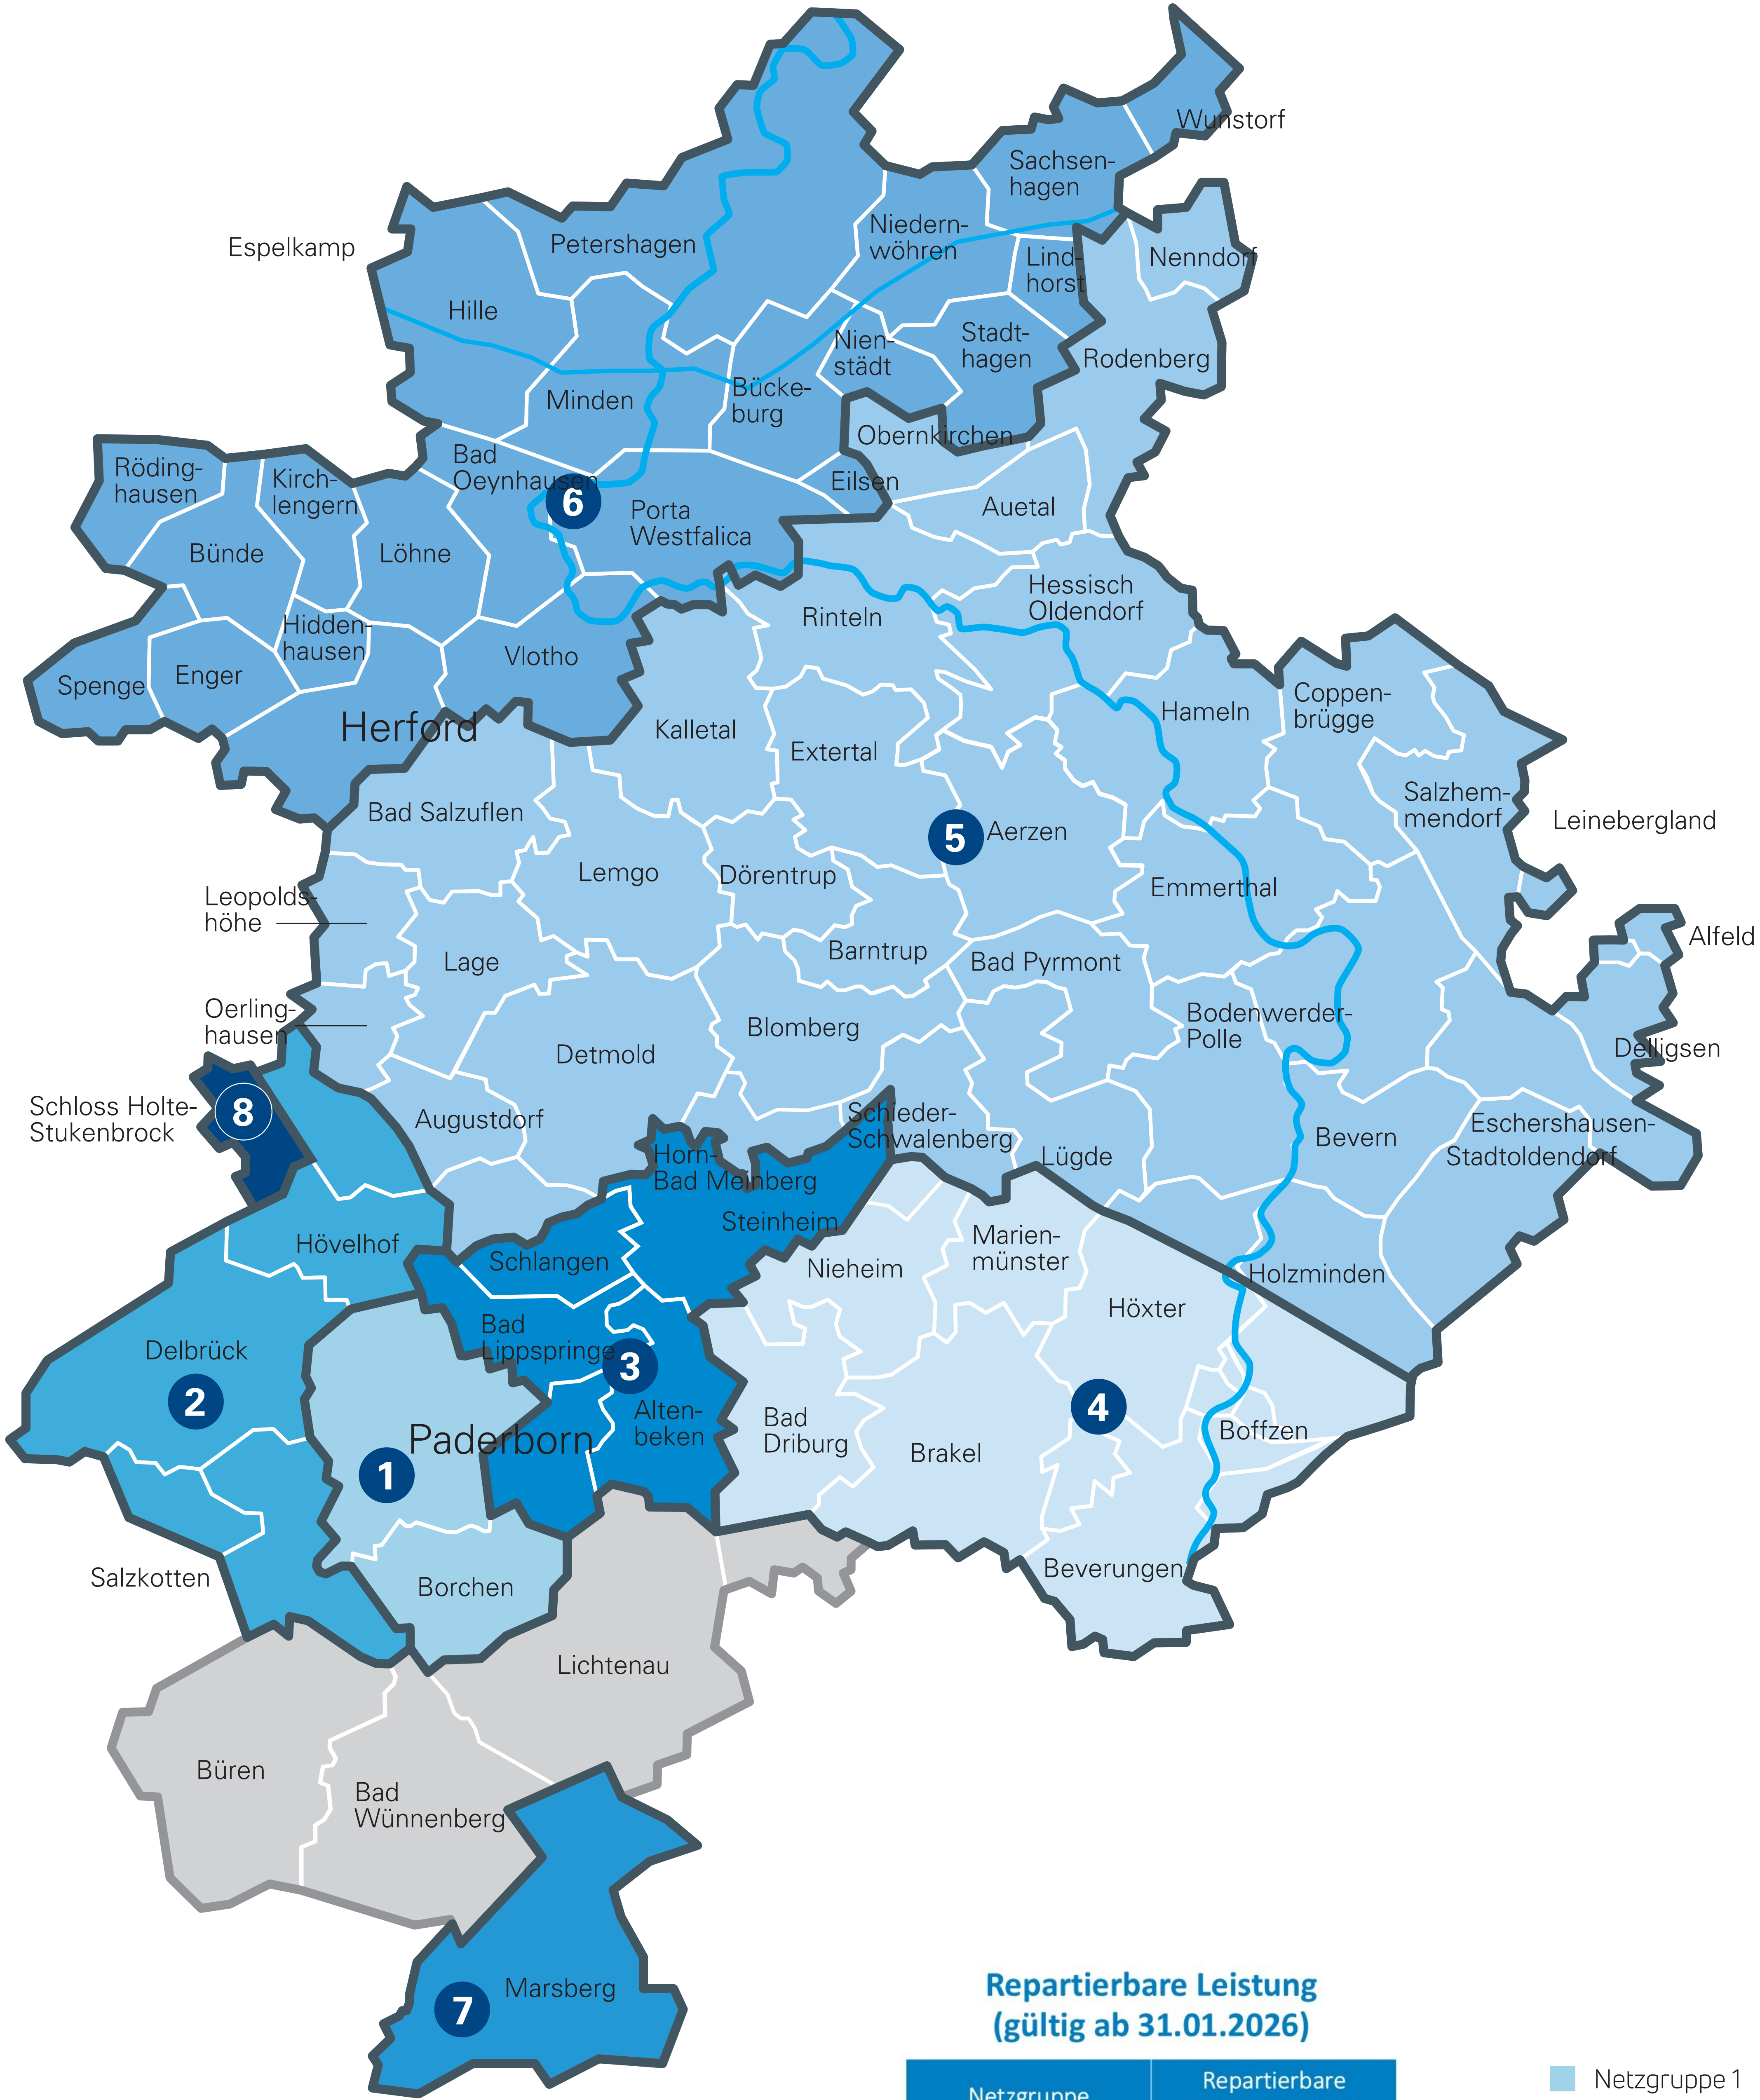 Wunstorf
Sachsen-
hagen
Espelkamp
Petershagen
Niedern-
wöhren
Lind-
horst
Nenndorf
Hille
Nien-
städt
Stadt-
hagen
Rodenberg
Minden
Bücke-
burg
Obernkirchen
Röding-
hausen
Kirch-
lengern
Bad
Oeynhausen
6
Eilsen
Porta
Westfalica
Auetal
Bünde
Löhne
Hessisch
Oldendorf
Rinteln
Hidden-
hausen
Vlotho
Spenge
Enger
Herford
Kalletal
Extertal
Hameln
Coppen-
brügge
Bad Salzuflen
Salzhem-
mendorf
Leinebergland
5
Aerzen
Lemgo
Dörentrup
Emmerthal
Leopolds-
höhe
Lage
Barntrup
Bad Pyrmont
Alfeld
Oerling-
hausen
Detmold
Blomberg
Bodenwerder-
Polle
Delligsen
Schloss Holte-
Stukenbrock
8
Augustdorf
Schieder-
Schwalenberg
Lügde
Bevern
Eschershausen-
Stadtoldendorf
Horn-
Bad Meinberg
Steinheim
Hövelhof
Schlangen
Nieheim
Marien-
münster
Holzminden
Höxter
Delbrück
2
Bad
Lippspringe
3
Alten-
beken
Bad
Driburg
Brakel
4
Boffzen
Paderborn
1
Salzkotten
Borchen
Beverungen
Lichtenau
Büren
Bad
Wünnenberg
Marsberg
7
Repartierbare Leistung
(gültig ab 31.01.2026)
Netzgruppe
Repartierbare
Netzgruppe 1